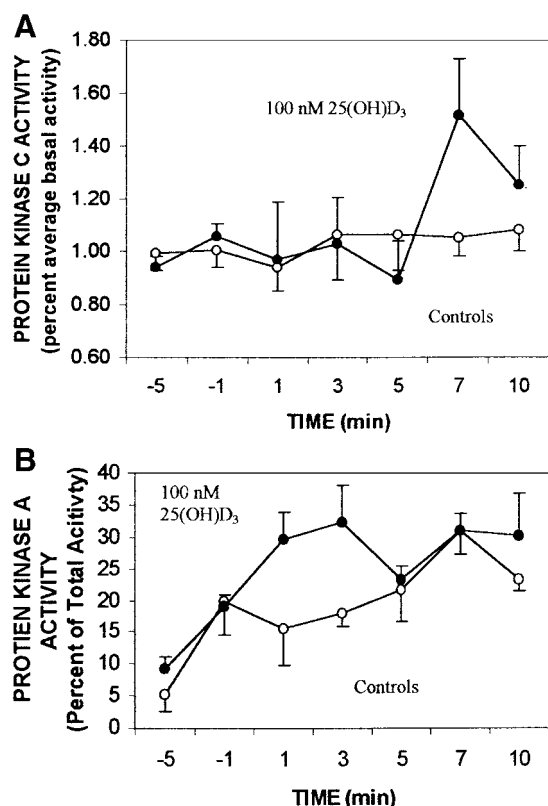 A
PROTEIN KINASE C ACTIVITY
(percent average basal activity)
1.80
1.60
1.40
1.20
1.00
0.80
0.60
100 nM 25(OH)D3
Controls
-5 -1 1 3 5 7 10
TIME (min)
B
PROTIEN KINASE A
ACTIVITY
(Percent of Total Acitivty)
40
35
30
25
20
15
10
5
0
100 nM
25(OH)D3
Controls
-5 -1 1 3 5 7 10
TIME (min)